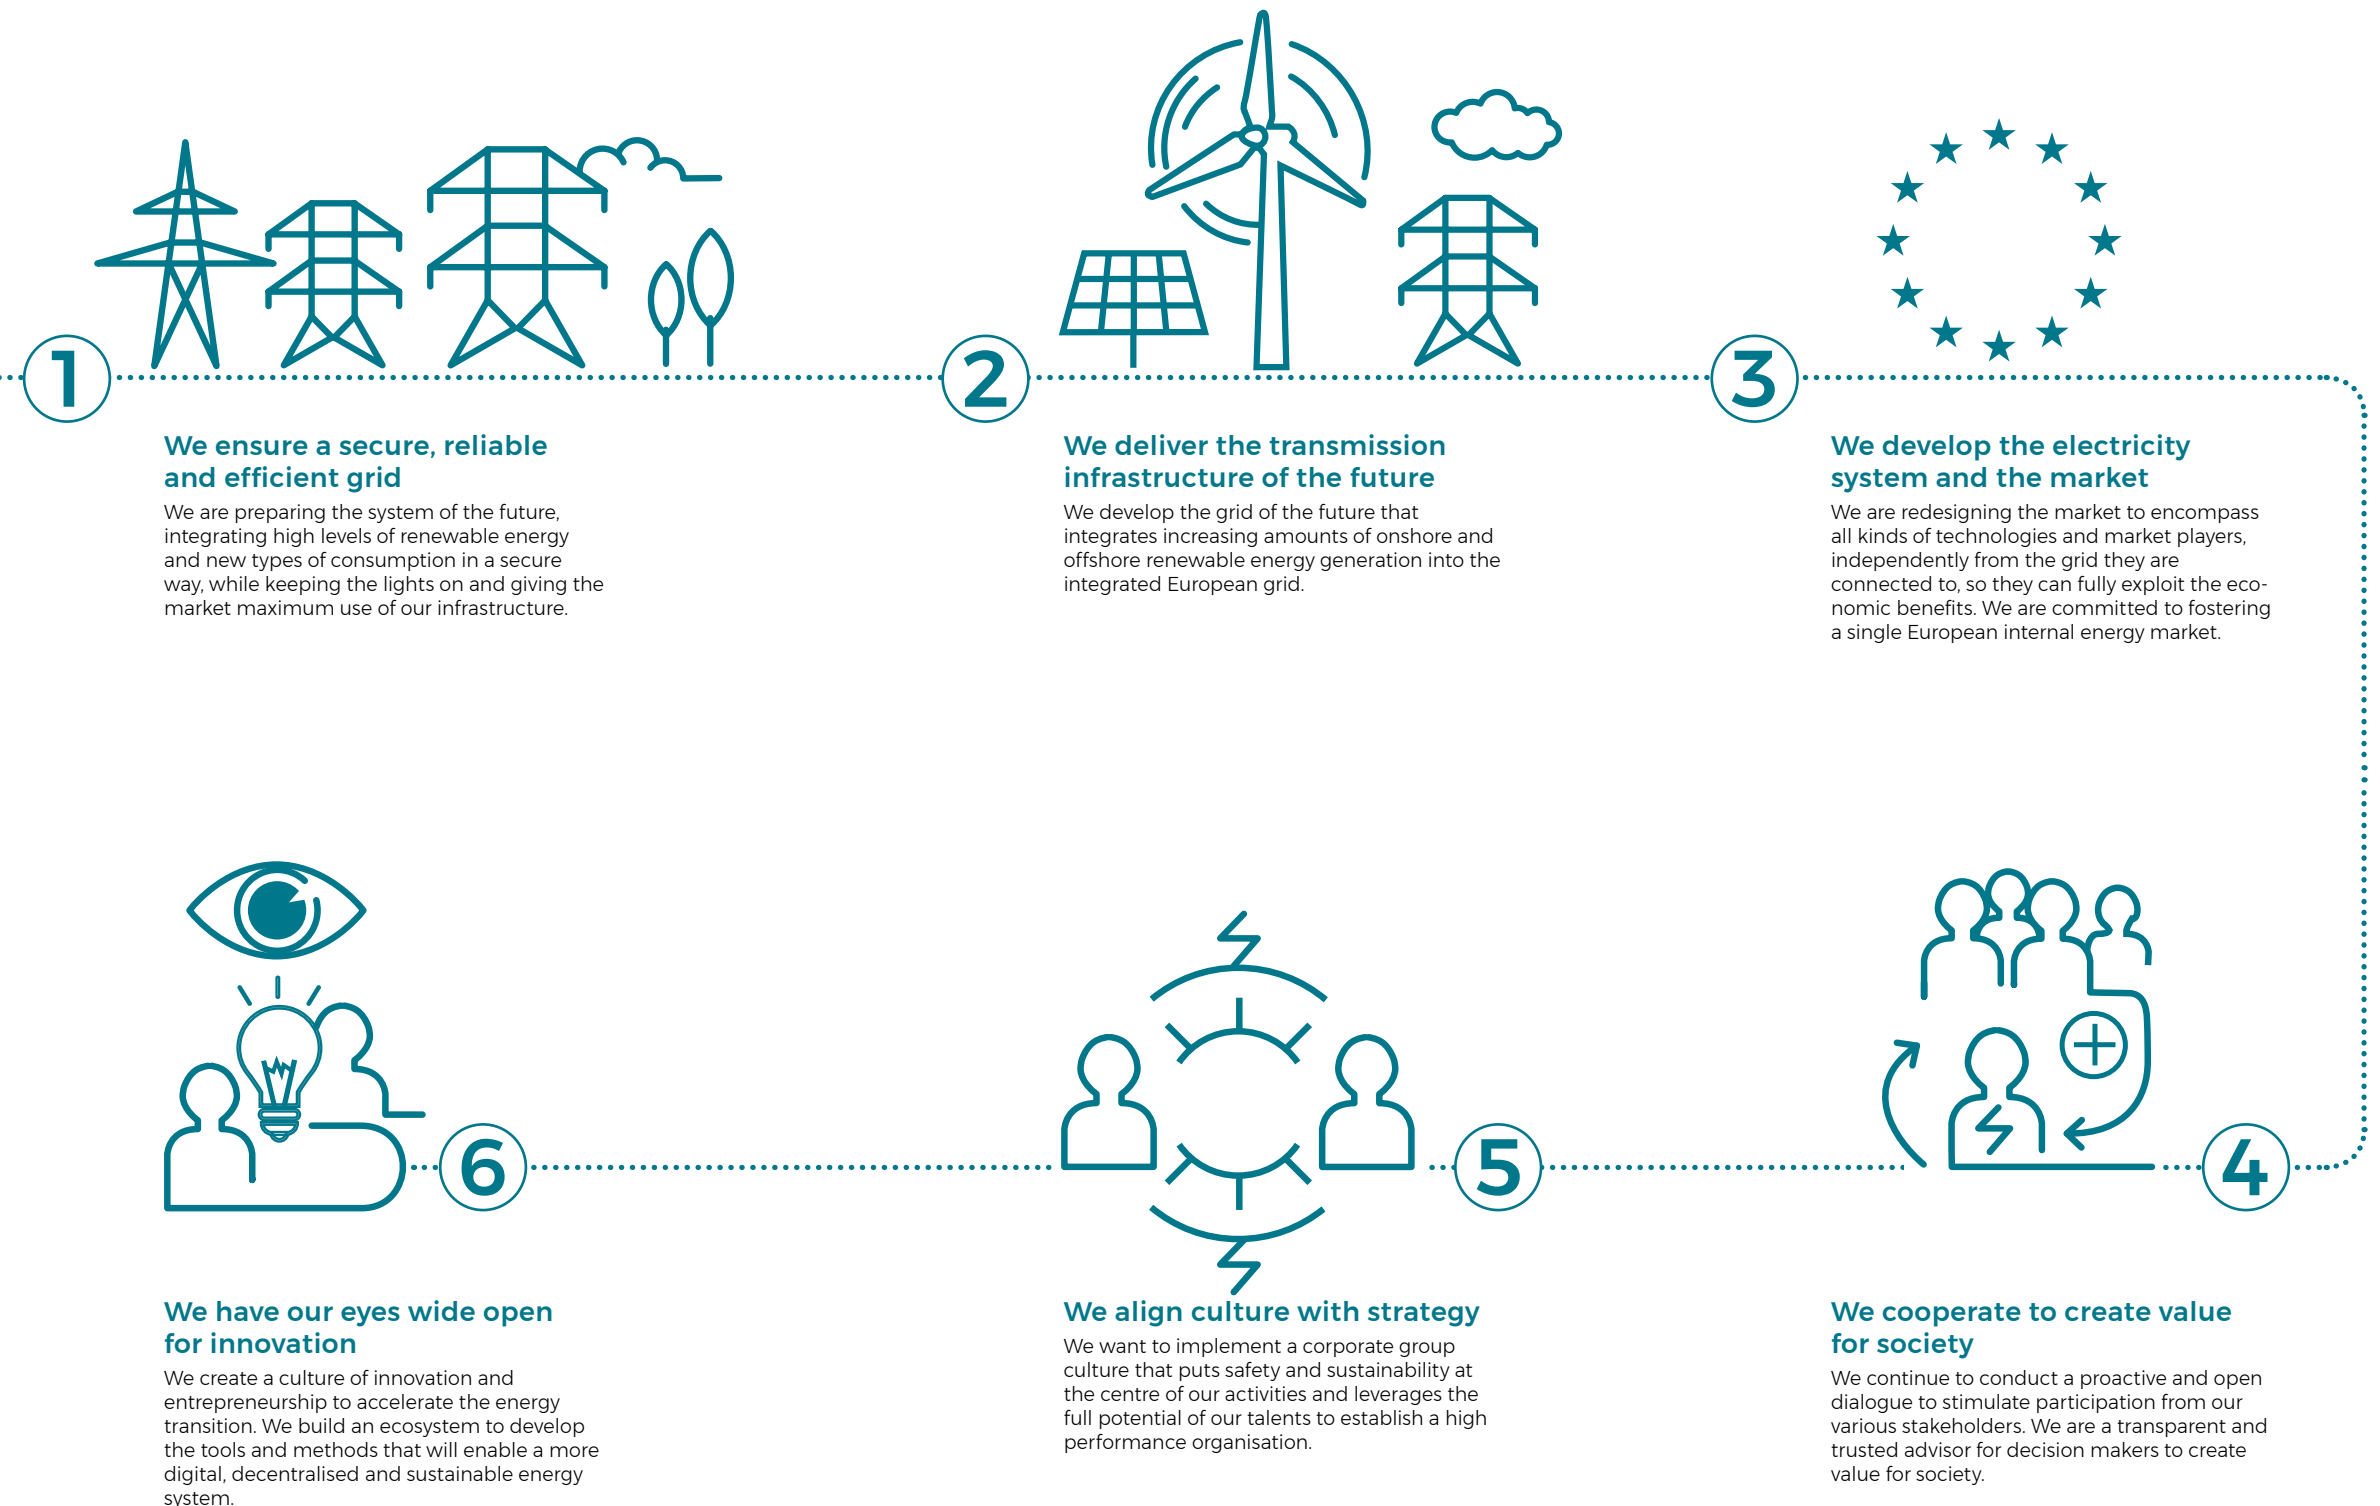 1
We ensure a secure, reliable
and efficient grid
We are preparing the system of the future,
integrating high levels of renewable energy
and new types of consumption in a secure
way, while keeping the lights on and giving the
market maximum use of our infrastructure.
2
We deliver the transmission
infrastructure of the future
We develop the grid of the future that
integrates increasing amounts of onshore and
offshore renewable energy generation into the
integrated European grid.
3
We develop the electricity
system and the market
We are redesigning the market to encompass
all kinds of technologies and market players,
independently from the grid they are
connected to, so they can fully exploit the eco-
nomic benefits. We are committed to fostering
a single European internal energy market.
4
We cooperate to create value
for society
We continue to conduct a proactive and open
dialogue to stimulate participation from our
various stakeholders. We are a transparent and
trusted advisor for decision makers to create
value for society.
5
We align culture with strategy
We want to implement a corporate group
culture that puts safety and sustainability at
the centre of our activities and leverages the
full potential of our talents to establish a high
performance organisation.
6
We have our eyes wide open
for innovation
We create a culture of innovation and
entrepreneurship to accelerate the energy
transition. We build an ecosystem to develop
the tools and methods that will enable a more
digital, decentralised and sustainable energy
system.